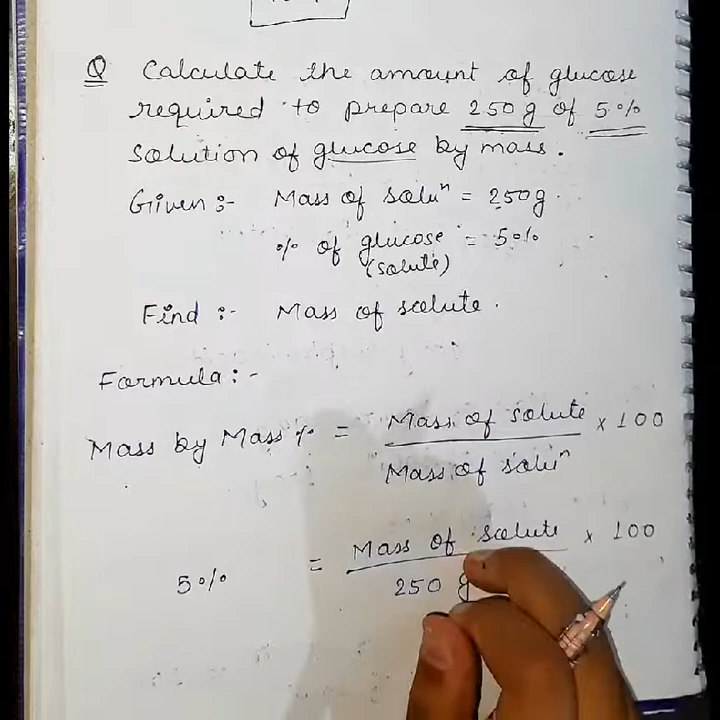 Q Calculate the amount of glucose
required to prepare 250g of 5%
solution of glucose by mass.
Given :- Mass of soluⁿ = 250g.
% of glucose = 5%
(solute)
Find :- Mass of solute.
Formula :-
Mass by Mass % = Mass of solute × 100
Mass of soluⁿ
5% = Mass of solute × 100
250 g